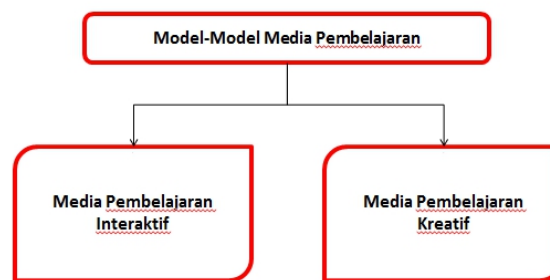 Model-Model Media Pembelajaran
Media Pembelajaran
Interaktif
Media Pembelajaran
Kreatif